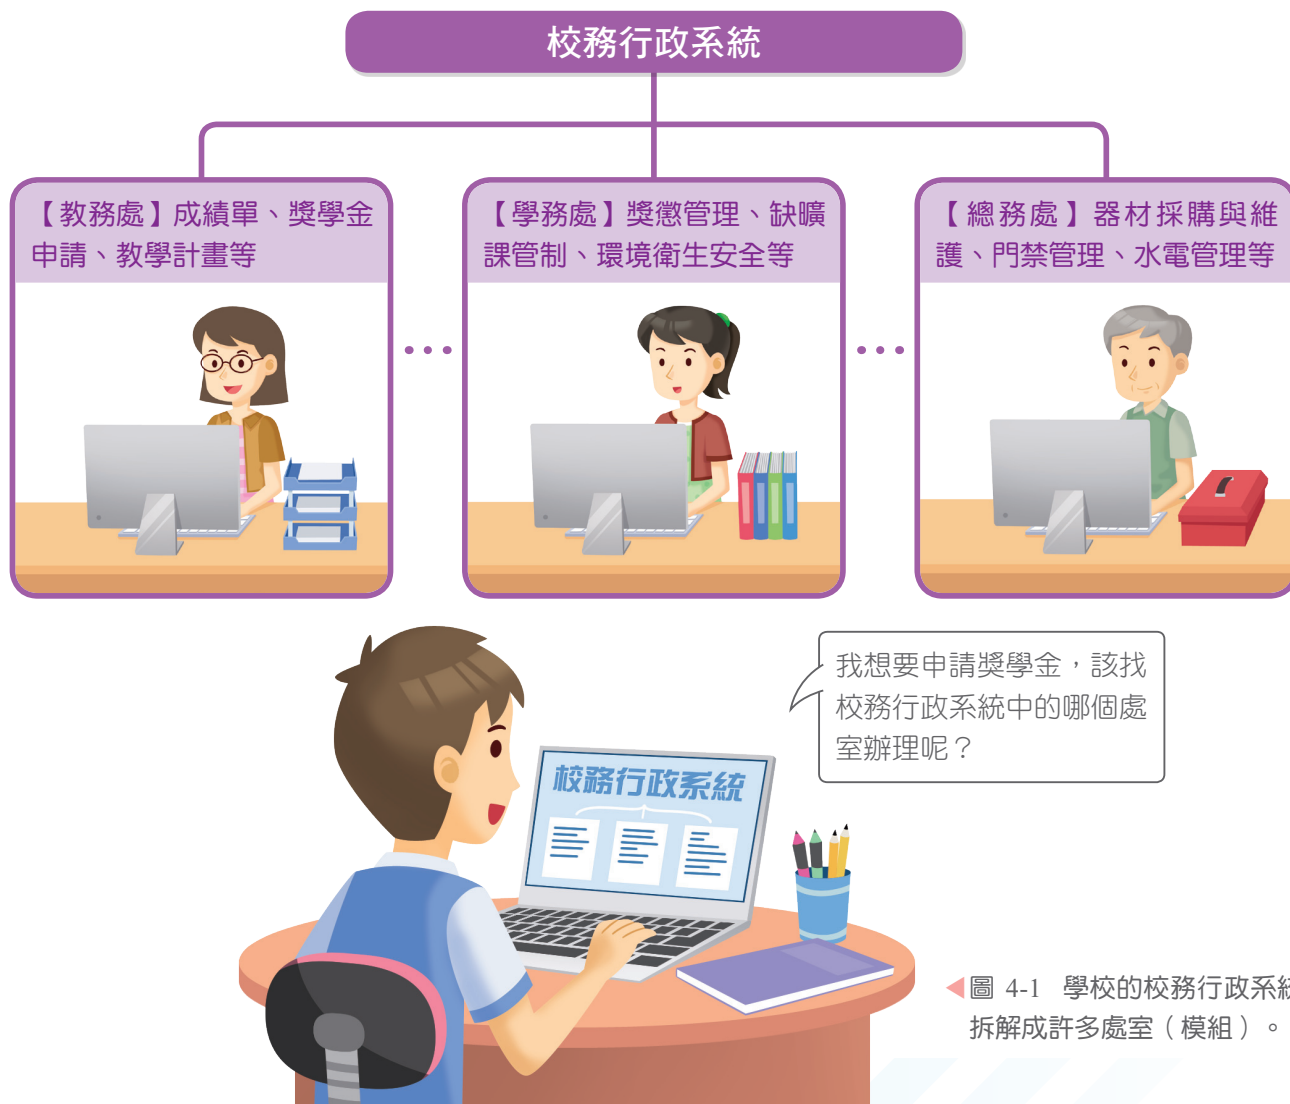 校務行政系統
【教務處】成績單、獎學金
申請、教學計畫等
【學務處】獎懲管理、缺曠
課管制、環境衛生安全等
【總務處】器材採購與維
護、門禁管理、水電管理等
我想要申請獎學金，該找
校務行政系統中的哪個處
室辦理呢？
校務行政系統
圖 4-1 學校的校務行政系統
拆解成許多處室（模組）。